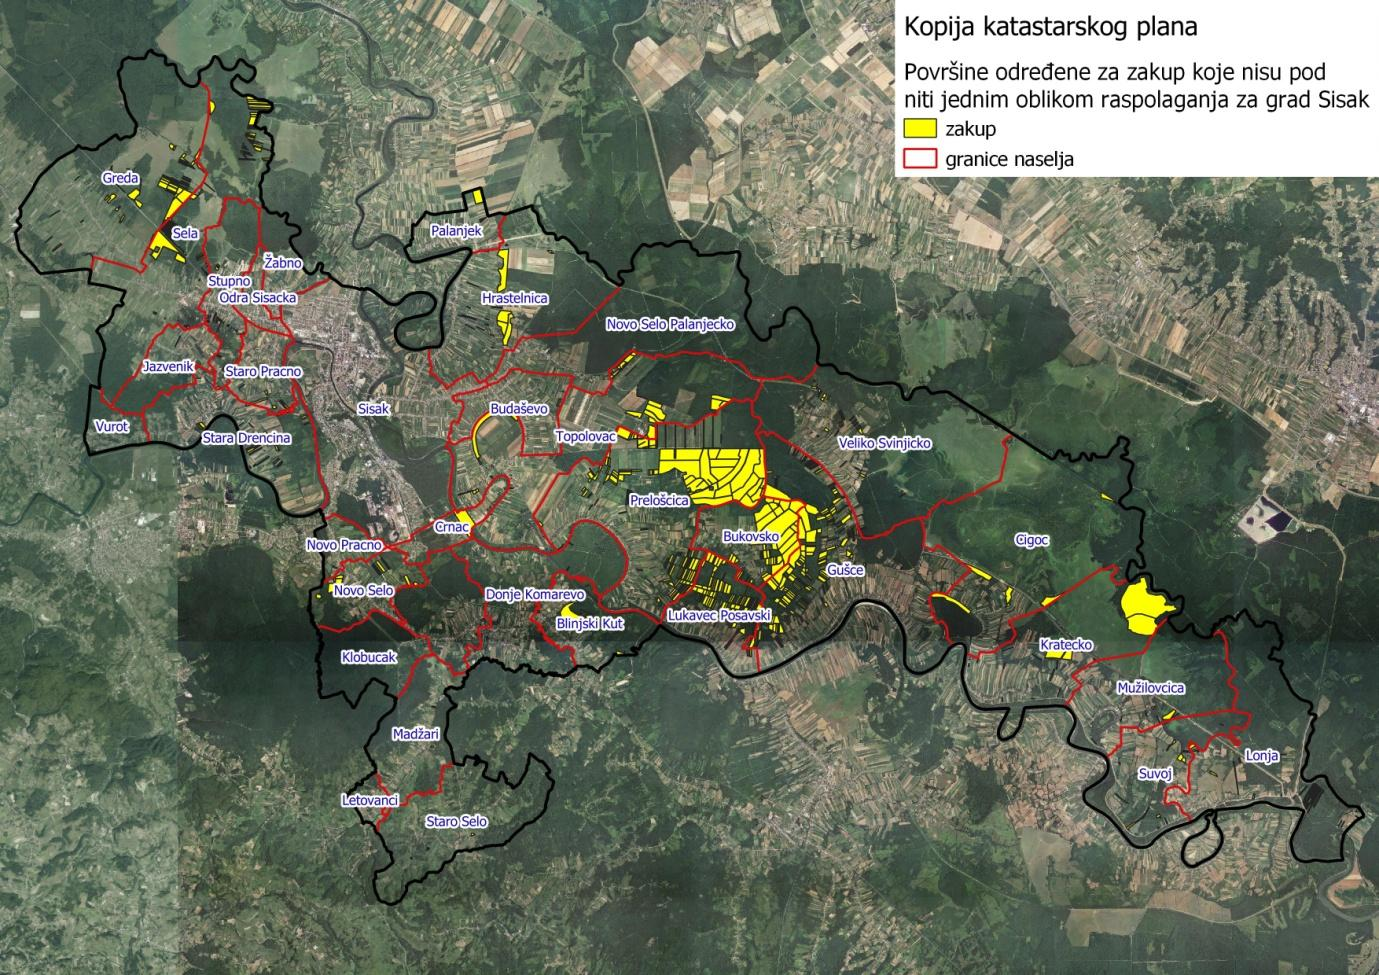 Kopija katastarskog plana
Površine određene za zakup koje nisu pod
niti jednim oblikom raspolaganja za grad Sisak
zakup
granice naselja
Greda
Sela
Palanjek
Žabno
Stupno
Odra Sisacka
Hrastelnica
Novo Selo Palanjecko
Jazvenik
Staro Pracno
Sisak
Budaševo
Vurot
Stara Drencina
Topolovac
Veliko Svinjicko
Prelošcica
Crnac
Bukovsko
Novo Pracno
Cigoc
Gušce
Novo Selo
Donje Komarevo
Blinjski Kut
Lukavec Posavski
Klobucak
Kratecko
Mužilovcica
Madžari
Lonja
Suvoj
Letovanci
Staro Selo